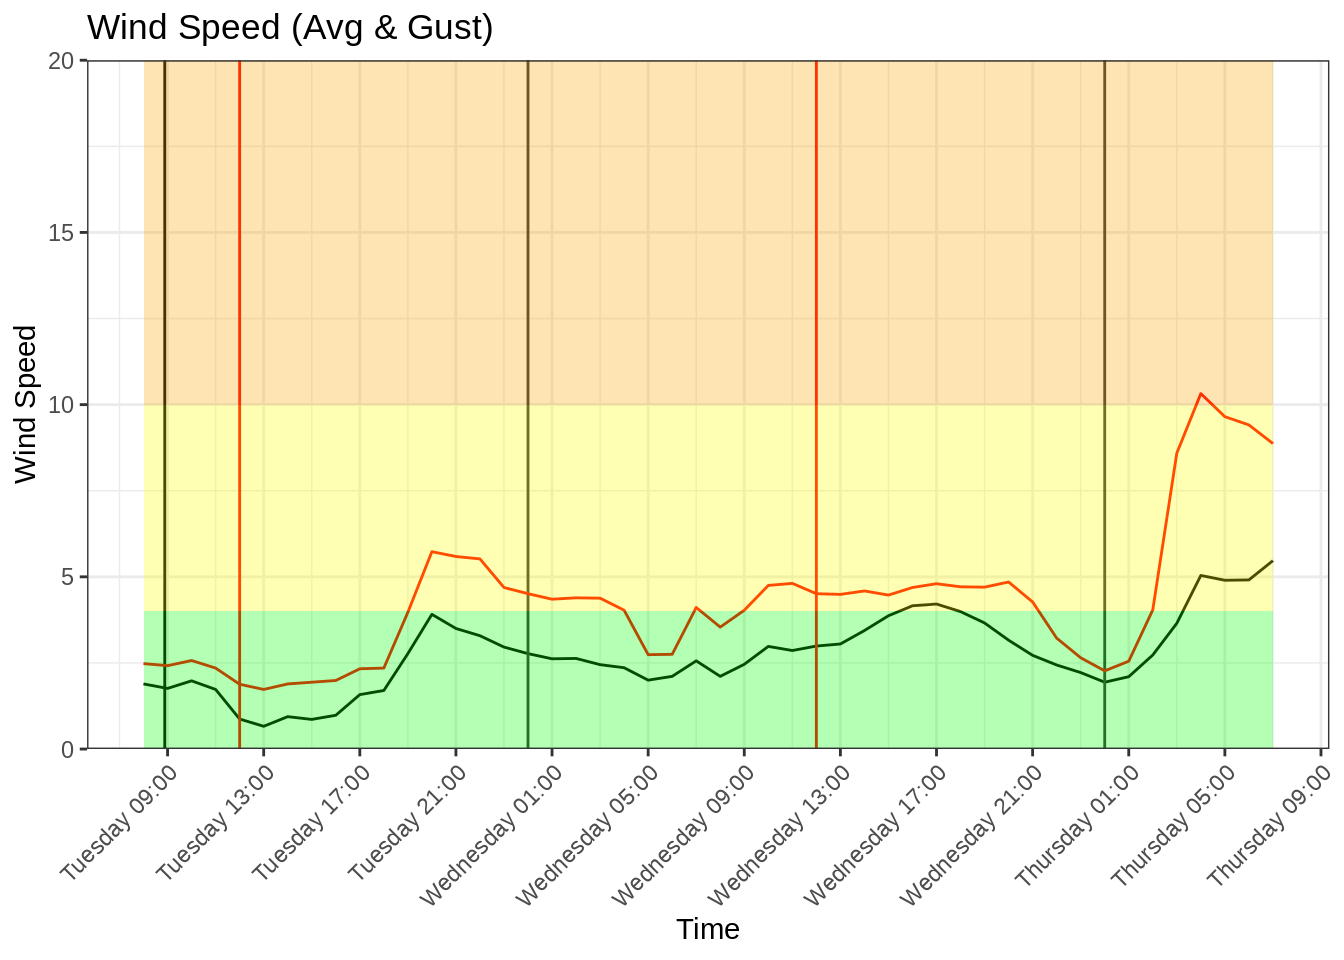 Wind Speed (Avg & Gust)
Wind Speed
20
15
10
5
0
Tuesday 09:00
Tuesday 13:00
Tuesday 17:00
Tuesday 21:00
Wednesday 01:00
Wednesday 05:00
Wednesday 09:00
Wednesday 13:00
Wednesday 17:00
Wednesday 21:00
Thursday 01:00
Thursday 05:00
Thursday 09:00
Time